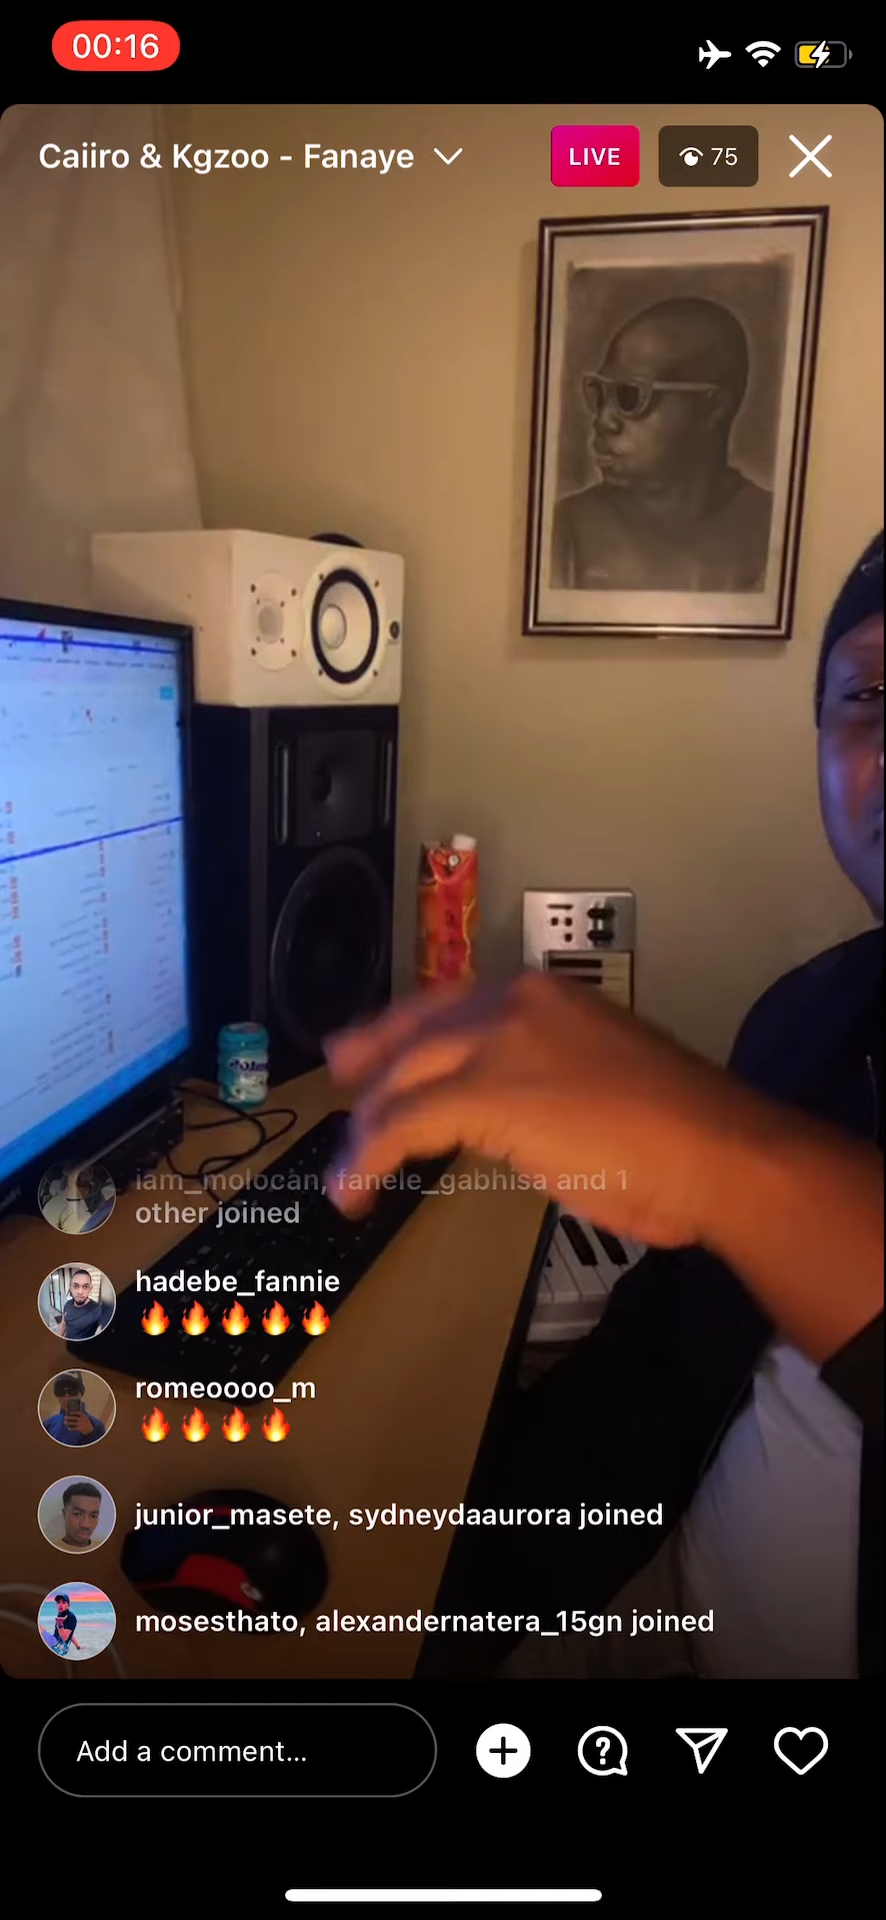 00:16
Caiiro & Kgzoo - Fanaye
LIVE
75
iam_molocan, fanele_gabhisa and 1
other joined
hadebe_fannie
🔥🔥🔥🔥🔥
romeoooo_m
🔥🔥🔥🔥
junior_masete, sydneydaaurora joined
mosesthato, alexandernatera_15gn joined
Add a comment...